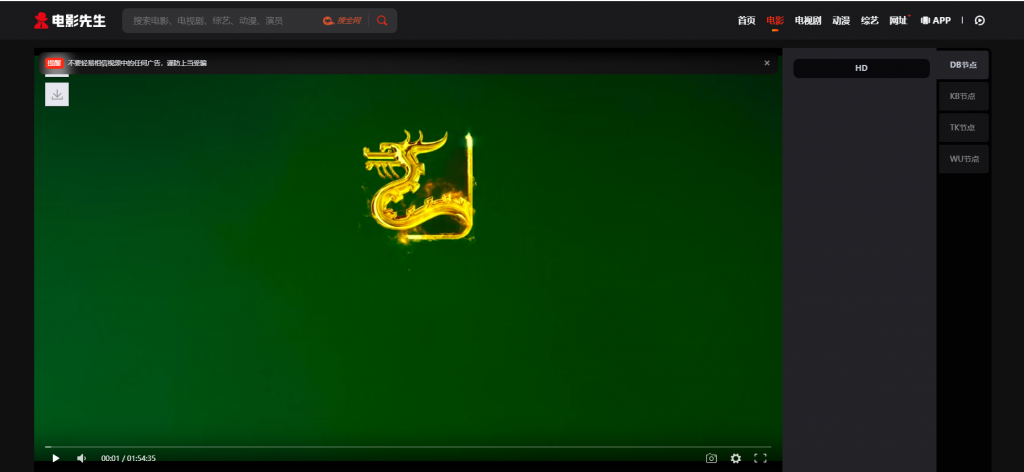 电影先生
搜索电影、电视剧、综艺、动漫、演员
搜全网
首页 电影 电视剧 动漫 综艺 网址 APP
提醒 不要轻易相信视频中的任何广告，谨防上当受骗
HD
DB节点
KB节点
TK节点
WU节点
00:01 / 01:54:35